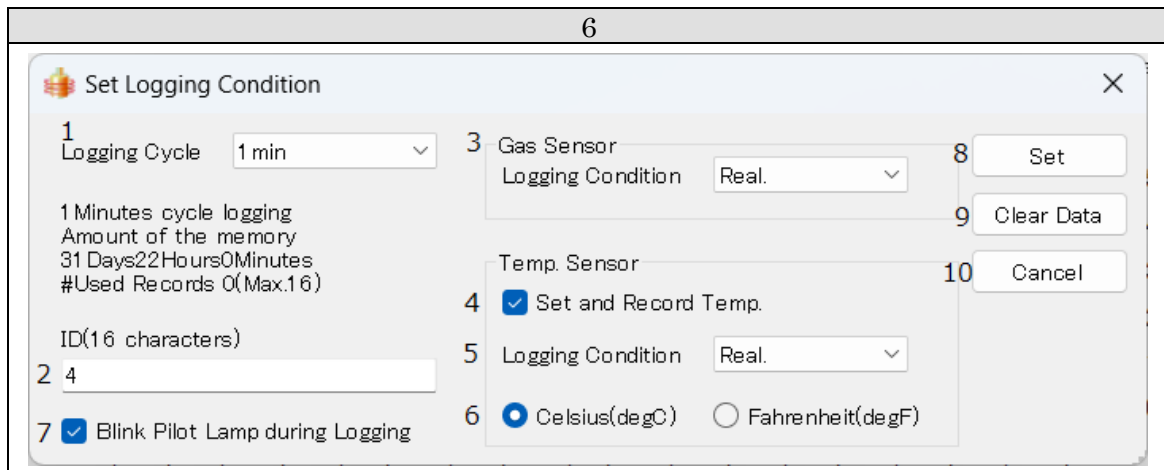 6
Set Logging Condition
1
Logging Cycle 1 min
1 Minutes cycle logging
Amount of the memory
31 Days22Hours0Minutes
#Used Records 0(Max.16)
ID(16 characters)
2 4
7 Blink Pilot Lamp during Logging
3 Gas Sensor
Logging Condition Real.
Temp. Sensor
4 Set and Record Temp.
5 Logging Condition Real.
6 Celsius(degC) Fahrenheit(degF)
8 Set
9 Clear Data
10 Cancel